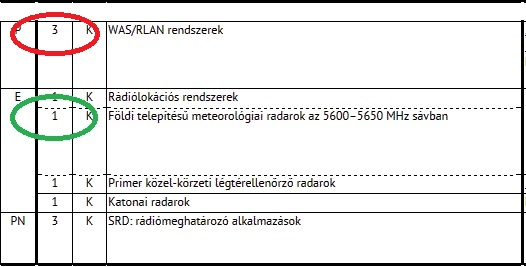 P 3 K WAS/RLAN rendszerek
E 1 K Rádiólokációs rendszerek
1 K Földi telepítésű meteorológiai radarok az 5600–5650 MHz sávban
1 K Primer közel-körzeti légtérellenőrző radarok
1 K Katonai radarok
PN 3 K SRD: rádiómeghatározó alkalmazások